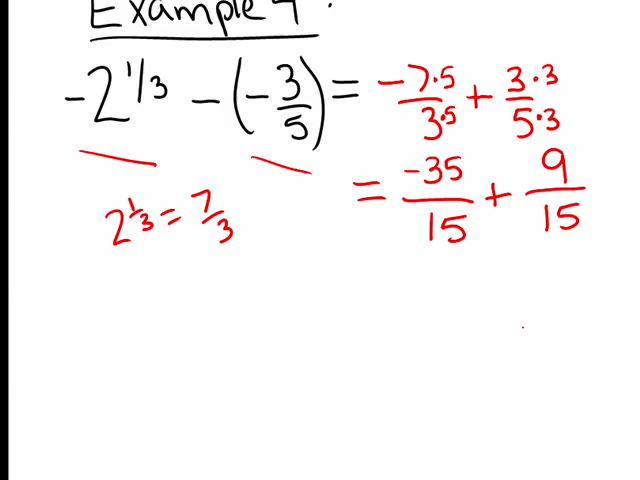 Example 4:
-2 1/3 - (-3/5) = -7·5/3·5 + 3·3/5·3
= -35/15 + 9/15
2 1/3 = 7/3